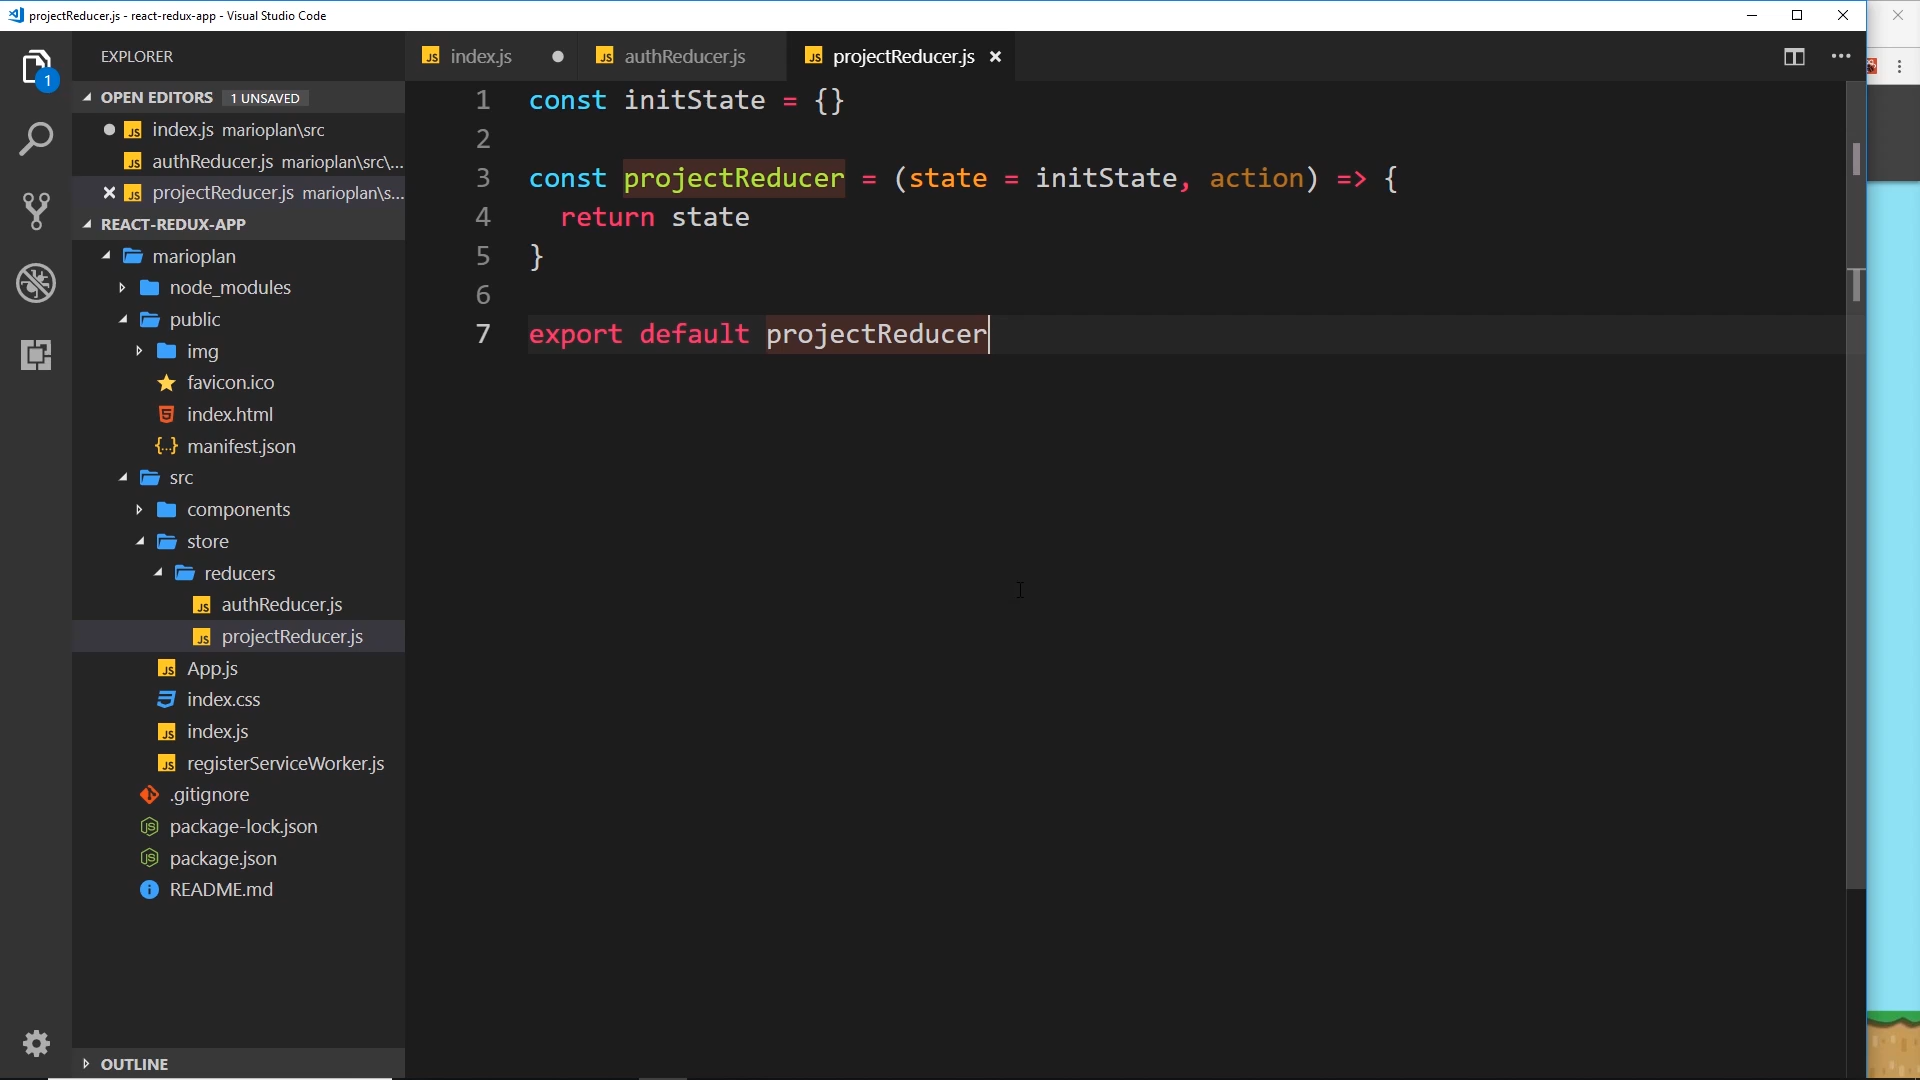 projectReducer.js - react-redux-app - Visual Studio Code
1
EXPLORER
OPEN EDITORS 1 UNSAVED
index.js marioplan\src
authReducer.js marioplan\src\...
projectReducer.js marioplan\s...
REACT-REDUX-APP
marioplan
node_modules
public
img
favicon.ico
index.html
manifest.json
src
components
store
reducers
authReducer.js
projectReducer.js
App.js
index.css
index.js
registerServiceWorker.js
.gitignore
package-lock.json
package.json
README.md
OUTLINE
JS index.js
JS authReducer.js
JS projectReducer.js
1 const initState = {}
2
3 const projectReducer = (state = initState, action) => {
4 return state
5 }
6
7 export default projectReducer